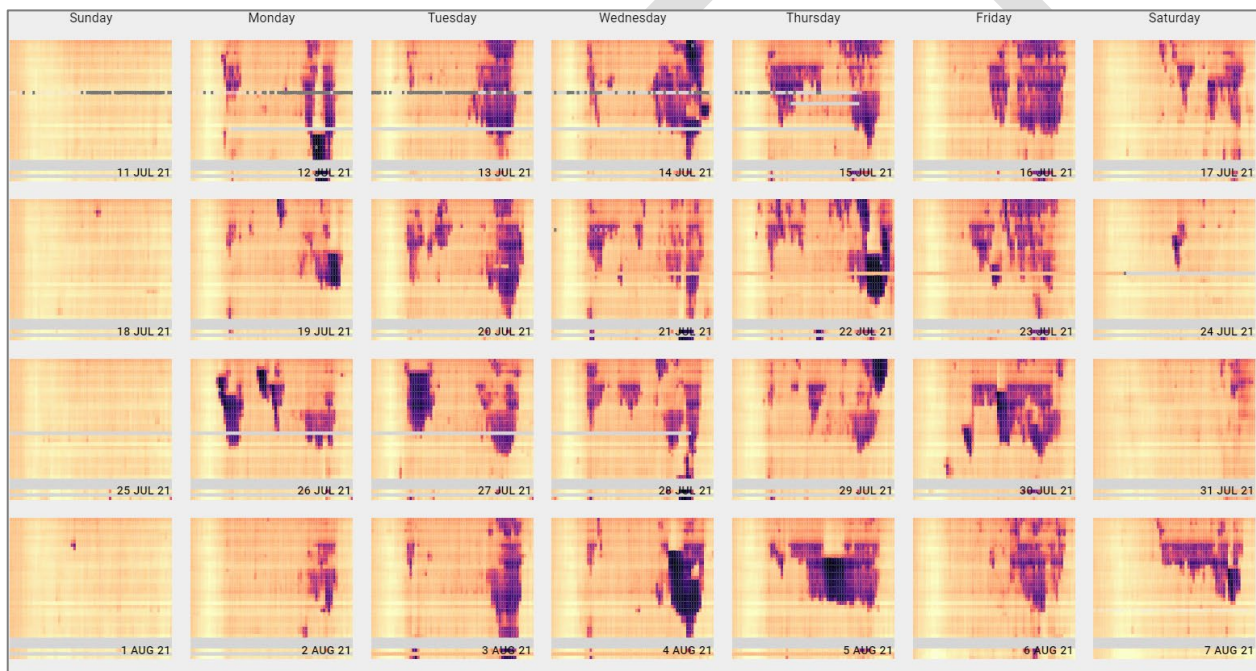 Sunday Monday Tuesday Wednesday Thursday Friday Saturday
11 JUL 21 12 JUL 21 13 JUL 21 14 JUL 21 15 JUL 21 16 JUL 21 17 JUL 21
18 JUL 21 19 JUL 21 20 JUL 21 21 JUL 21 22 JUL 21 23 JUL 21 24 JUL 21
25 JUL 21 26 JUL 21 27 JUL 21 28 JUL 21 29 JUL 21 30 JUL 21 31 JUL 21
1 AUG 21 2 AUG 21 3 AUG 21 4 AUG 21 5 AUG 21 6 AUG 21 7 AUG 21